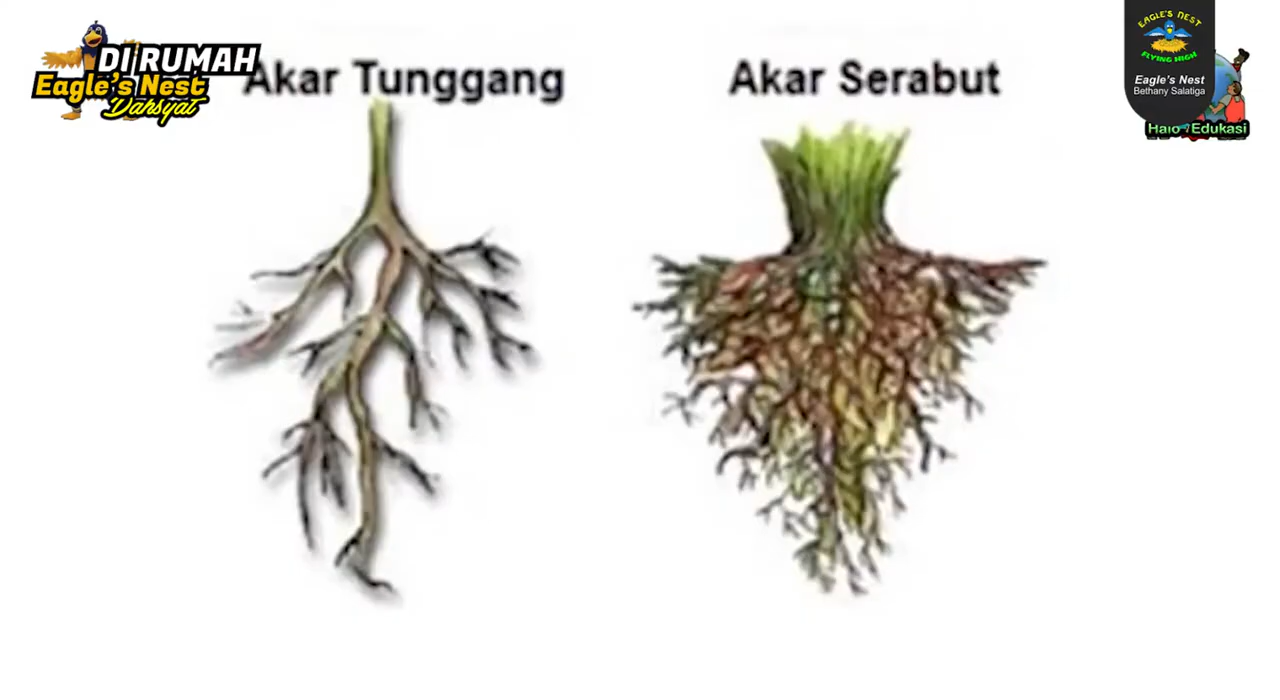 DI RUMAH
Eagle's Nest
Dahsyat
Akar Tunggang
Akar Serabut
EAGLE'S NEST
FLYING HIGH
Eagle's Nest
Bethany Salatiga
Halo Edukasi